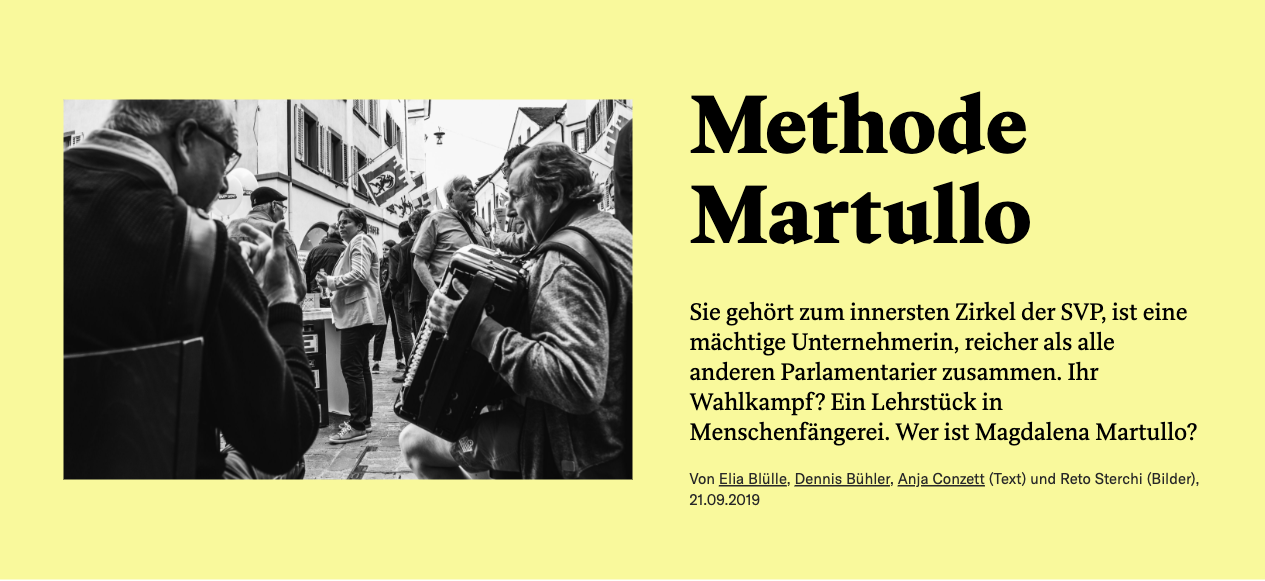 Methode
Martullo
Sie gehört zum innersten Zirkel der SVP, ist eine
mächtige Unternehmerin, reicher als alle
anderen Parlamentarier zusammen. Ihr
Wahlkampf? Ein Lehrstück in
Menschenfängerei. Wer ist Magdalena Martullo?
Von Elia Blülle, Dennis Bühler, Anja Conzett (Text) und Reto Sterchi (Bilder),
21.09.2019